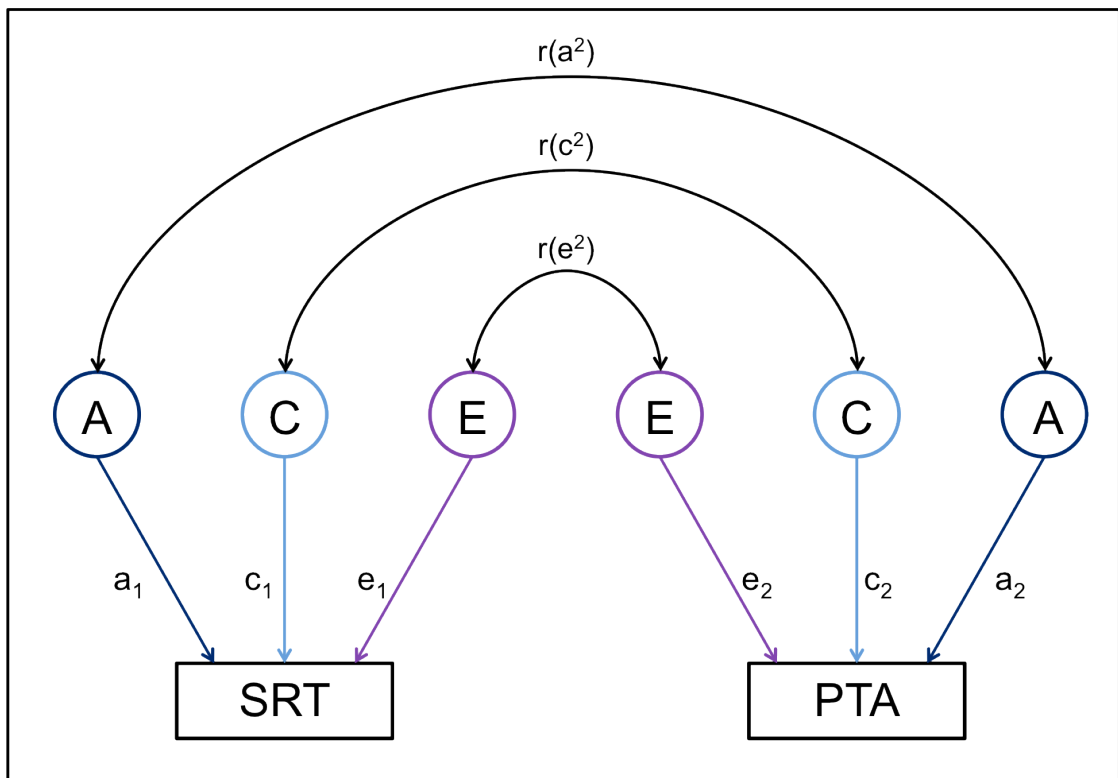 r(a²)
r(c²)
r(e²)
A C E E C A
a₁ c₁ e₁ e₂ c₂ a₂
SRT PTA